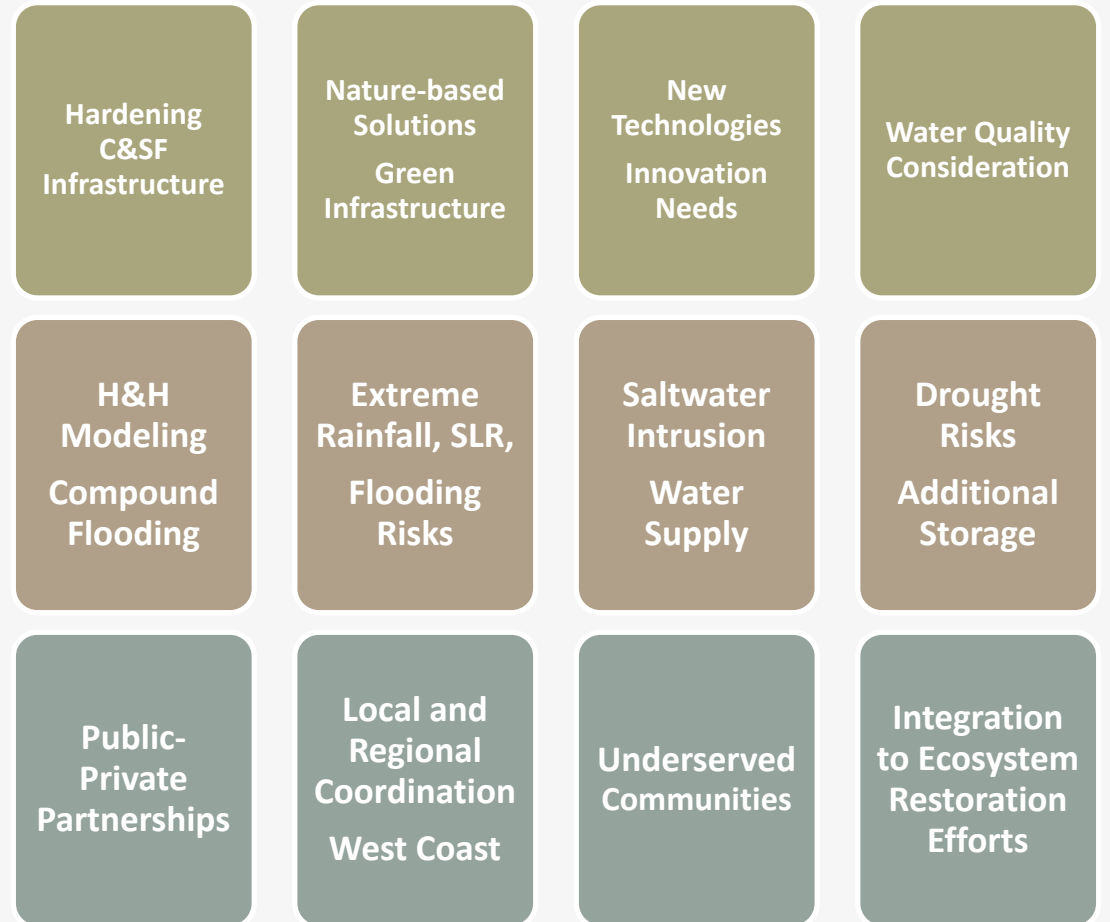 Hardening
C&SF
Infrastructure
Nature-based
Solutions
Green
Infrastructure
New
Technologies
Innovation
Needs
Water Quality
Consideration
H&H
Modeling
Compound
Flooding
Extreme
Rainfall, SLR,
Flooding
Risks
Saltwater
Intrusion
Water
Supply
Drought
Risks
Additional
Storage
Public-
Private
Partnerships
Local and
Regional
Coordination
West Coast
Underserved
Communities
Integration
to Ecosystem
Restoration
Efforts